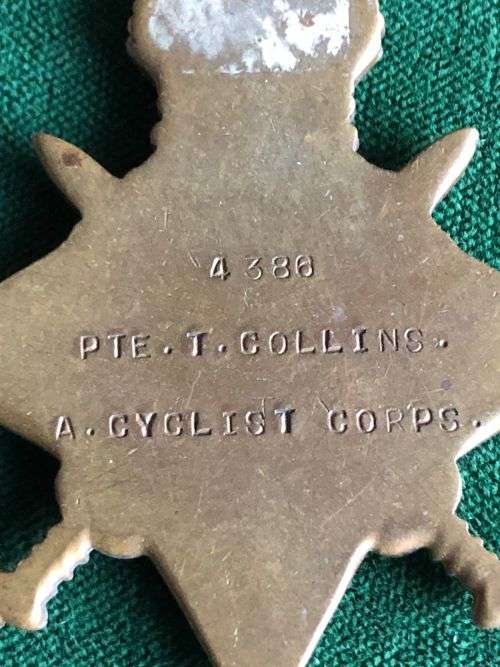 4386
PTE. T. COLLINS.
A. CYCLIST CORPS.